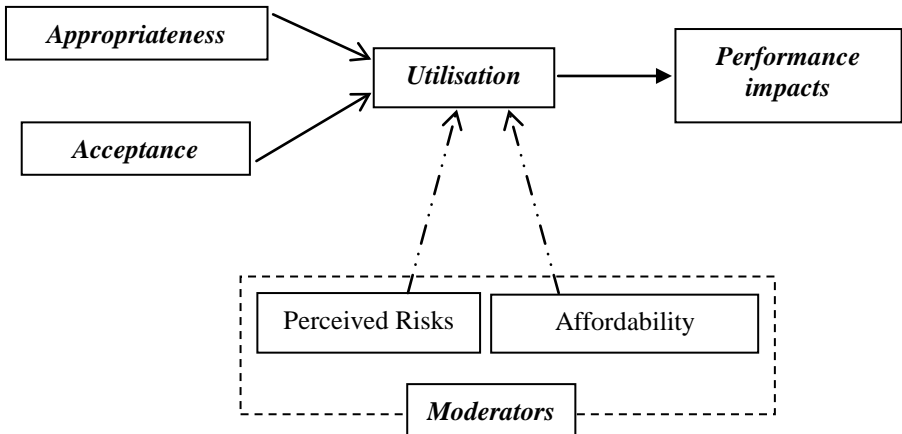 Appropriateness
Utilisation
Performance
impacts
Acceptance
Perceived Risks
Affordability
Moderators